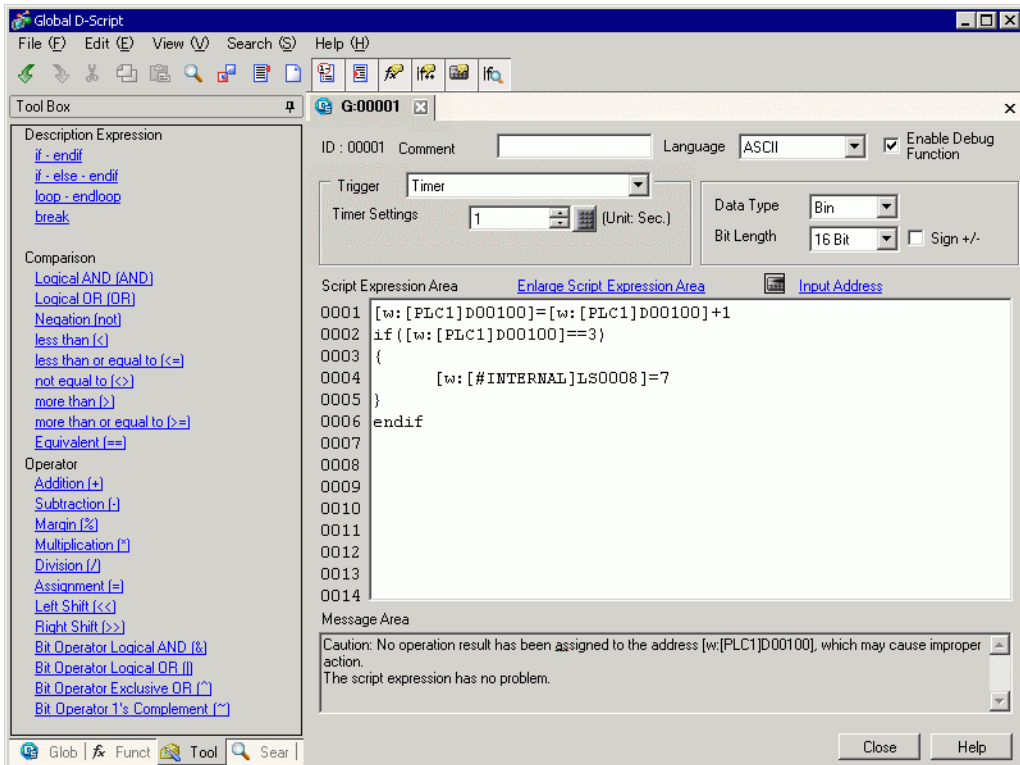 Global D-Script
File (F) Edit (E) View (V) Search (S) Help (H)
Tool Box
Description Expression
if - endif
if - else - endif
loop - endloop
break
Comparison
Logical AND (AND)
Logical OR (OR)
Negation (not)
less than (<)
less than or equal to (<=)
not equal to (<>)
more than (>)
more than or equal to (>=)
Equivalent (==)
Operator
Addition (+)
Subtraction (-)
Margin (%)
Multiplication (*)
Division (/)
Assignment (=)
Left Shift (<<)
Right Shift (>>)
Bit Operator Logical AND (&)
Bit Operator Logical OR (|)
Bit Operator Exclusive OR (^)
Bit Operator 1's Complement (~)
Glob fx Funct Tool Sear
G:00001
ID : 00001 Comment Language ASCII Enable Debug
Function
Trigger Timer
Timer Settings 1 (Unit: Sec.)
Data Type Bin
Bit Length 16 Bit Sign +/-
Script Expression Area Enlarge Script Expression Area Input Address
0001 [w:[PLC1]D00100]=[w:[PLC1]D00100]+1
0002 if([w:[PLC1]D00100]==3)
0003 {
0004 [w:[#INTERNAL]LS0008]=7
0005 }
0006 endif
0007
0008
0009
0010
0011
0012
0013
0014
Message Area
Caution: No operation result has been assigned to the address [w:[PLC1]D00100], which may cause improper
action.
The script expression has no problem.
Close Help